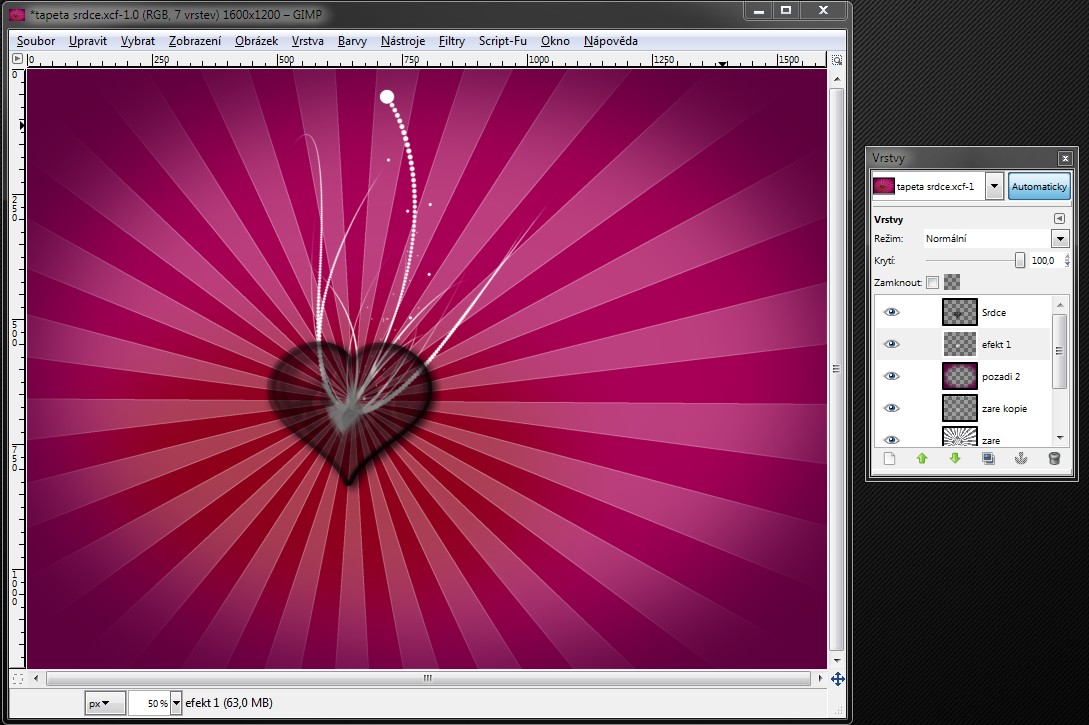 *tapeta srdce.xcf-1.0 (RGB, 7 vrstev) 1600x1200 – GIMP
Soubor Upravit Vybrat Zobrazení Obrázek Vrstva Barvy Nástroje Filtry Script-Fu Okno Nápověda
0 250 500 750 1000 1250 1500
0
250
500
750
1000
px 50 % efekt 1 (63,0 MB)
Vrstvy
tapeta srdce.xcf-1 Automaticky
Vrstvy
Režim: Normální
Krytí: 100,0
Zamknout:
Srdce
efekt 1
pozadi 2
zare kopie
zare